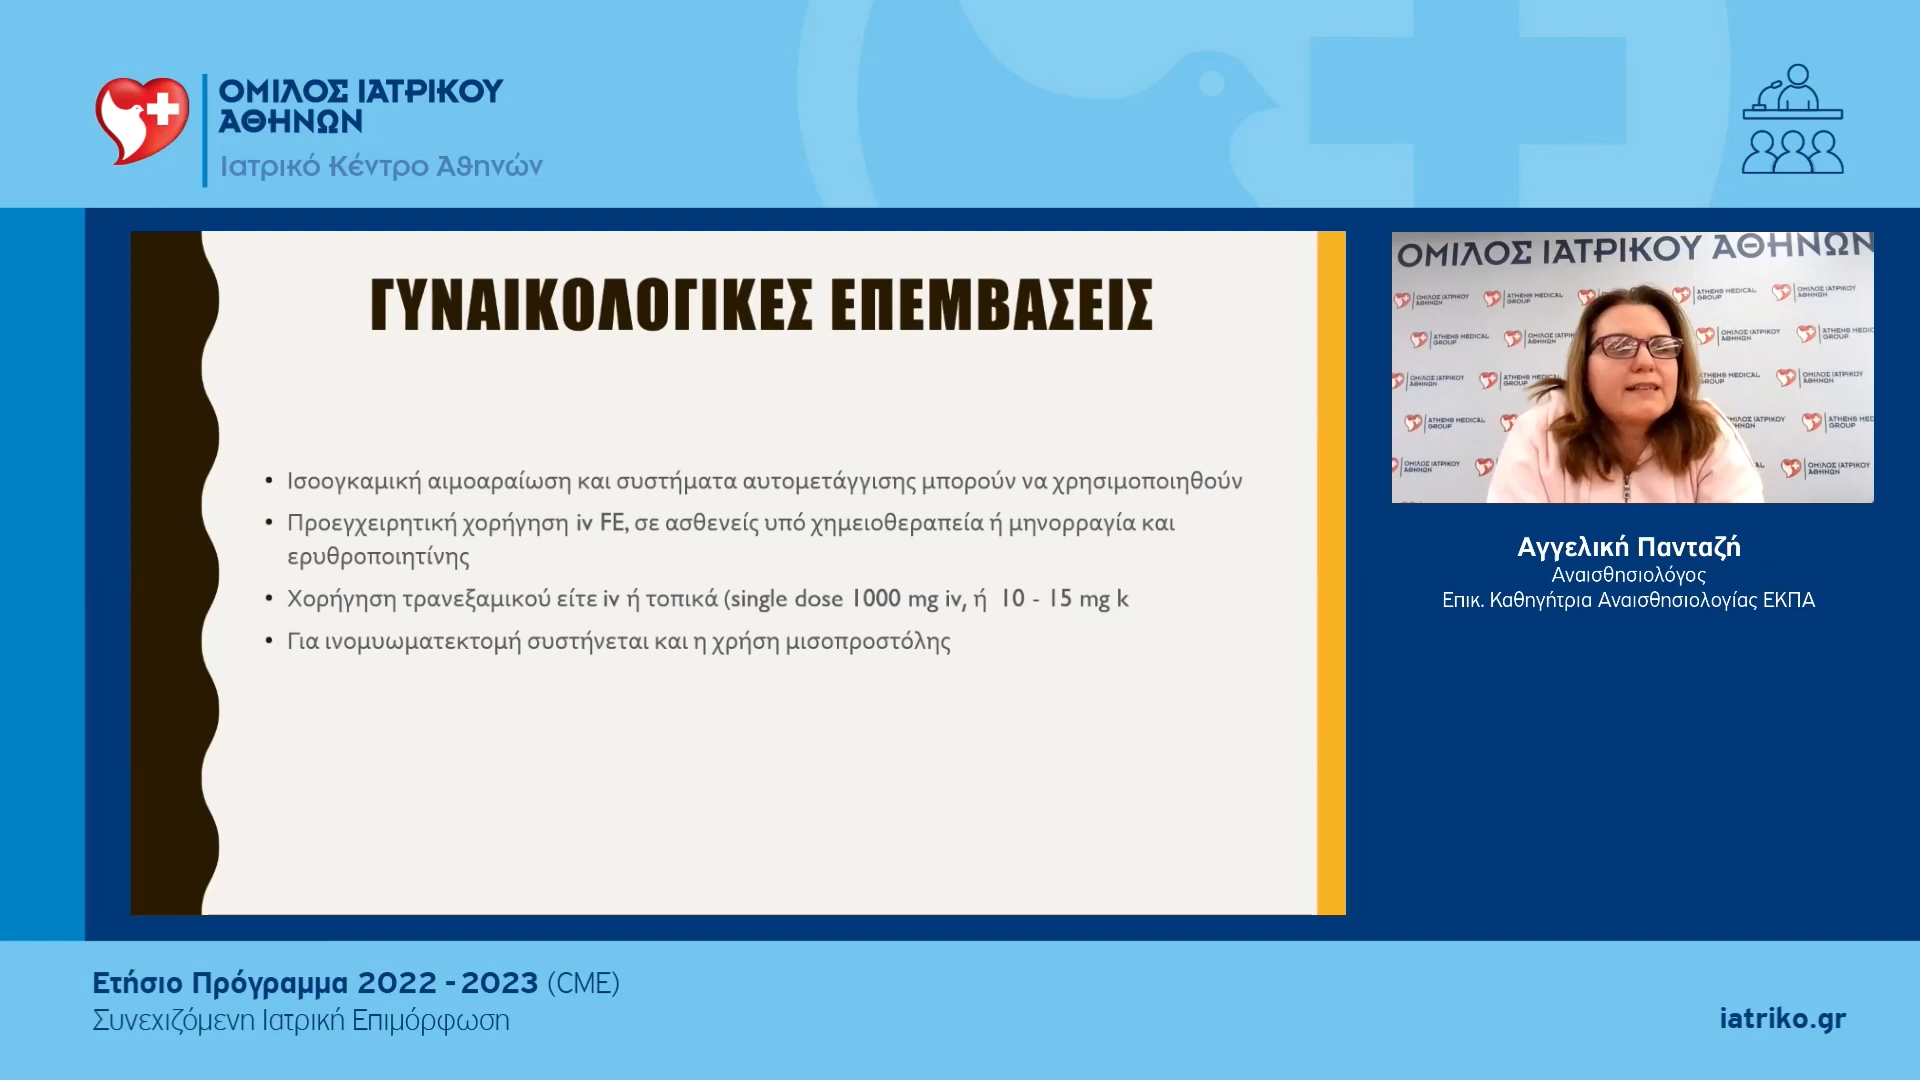 ΟΜΙΛΟΣ ΙΑΤΡΙΚΟΥ
ΑΘΗΝΩΝ
Ιατρικό Κέντρο Αθηνών
ΓΥΝΑΙΚΟΛΟΓΙΚΕΣ ΕΠΕΜΒΑΣΕΙΣ
• Ισοογκαμική αιμοαραίωση και συστήματα αυτομετάγγισης μπορούν να χρησιμοποιηθούν
• Προεγχειρητική χορήγηση iv FE, σε ασθενείς υπό χημειοθεραπεία ή μηνορραγία και
ερυθροποιητίνης
• Χορήγηση τρανεξαμικού είτε iv ή τοπικά (single dose 1000 mg iv, ή 10 - 15 mg k
• Για ινομυωματεκτομή συστήνεται και η χρήση μισοπροστόλης
ΟΜΙΛΟΣ ΙΑΤΡΙΚΟΥ ΑΘΗΝΩΝ
Αγγελική Πανταζή
Αναισθησιολόγος
Επικ. Καθηγήτρια Αναισθησιολογίας ΕΚΠΑ
Ετήσιο Πρόγραμμα 2022 - 2023 (CME)
Συνεχιζόμενη Ιατρική Επιμόρφωση
iatriko.gr